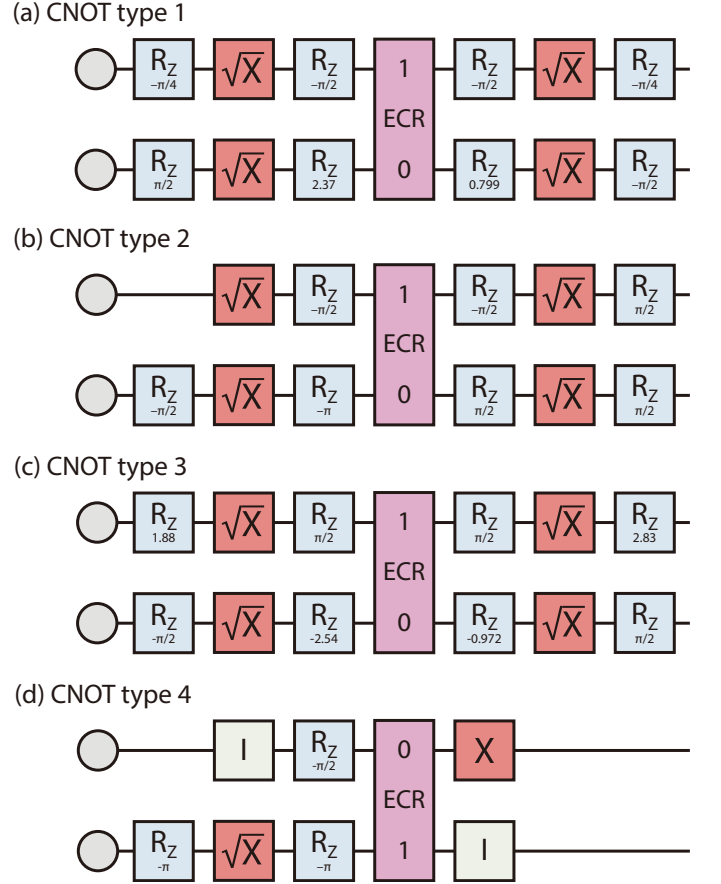 (a) CNOT type 1
R_Z −π/4 √X R_Z −π/2 1 R_Z −π/2 √X R_Z −π/4
ECR
R_Z π/2 √X R_Z 2.37 0 R_Z 0.799 √X R_Z −π/2
(b) CNOT type 2
√X R_Z −π/2 1 R_Z −π/2 √X R_Z π/2
ECR
R_Z −π/2 √X R_Z −π 0 R_Z π/2 √X R_Z π/2
(c) CNOT type 3
R_Z 1.88 √X R_Z π/2 1 R_Z π/2 √X R_Z 2.83
ECR
R_Z -π/2 √X R_Z -2.54 0 R_Z -0.972 √X R_Z π/2
(d) CNOT type 4
I R_Z -π/2 0 X
ECR
R_Z -π √X R_Z −π 1 I